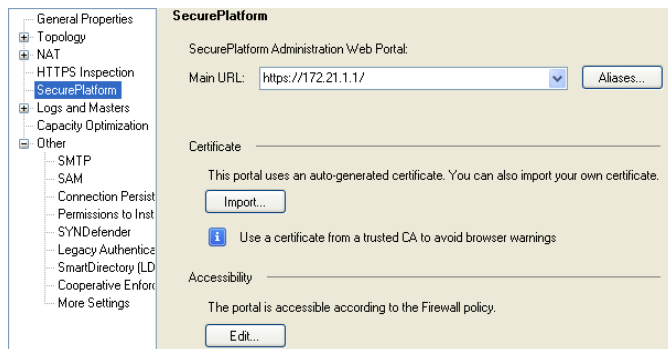 General Properties
Topology
NAT
HTTPS Inspection
SecurePlatform
Logs and Masters
Capacity Optimization
Other
SMTP
SAM
Connection Persist
Permissions to Inst
SYNDefender
Legacy Authentica
SmartDirectory (LD
Cooperative Enforc
More Settings
SecurePlatform
SecurePlatform Administration Web Portal:
Main URL: https://172.21.1.1/ Aliases...
Certificate
This portal uses an auto-generated certificate. You can also import your own certificate.
Import...
Use a certificate from a trusted CA to avoid browser warnings
Accessibility
The portal is accessible according to the Firewall policy.
Edit...